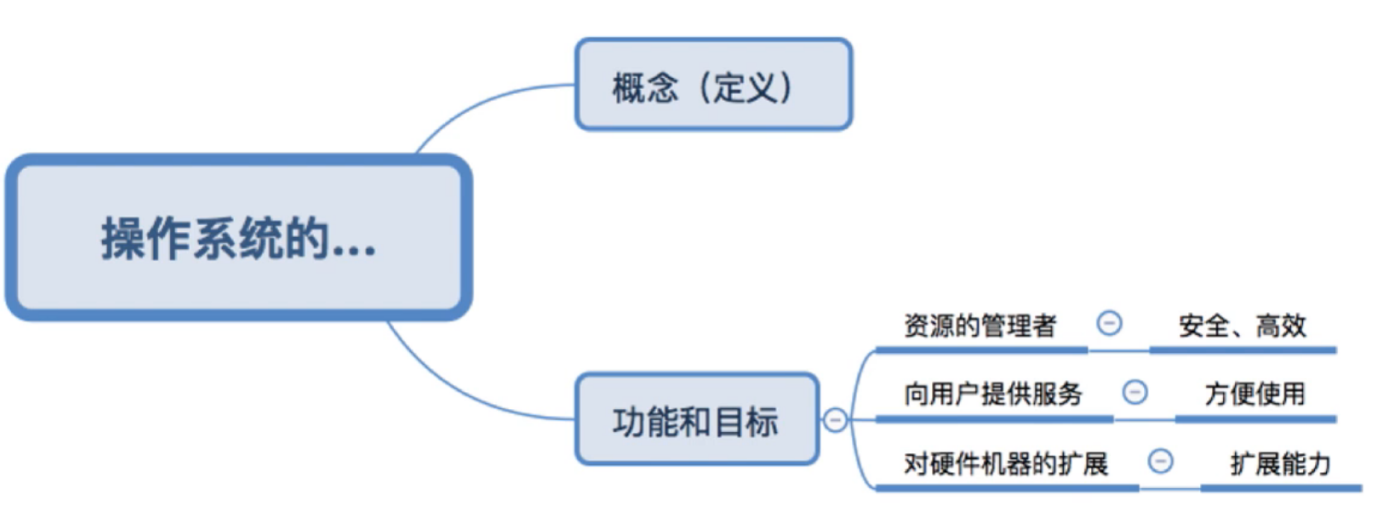 概念（定义）
操作系统的...
资源的管理者 安全、高效
向用户提供服务 方便使用
功能和目标
对硬件机器的扩展 扩展能力